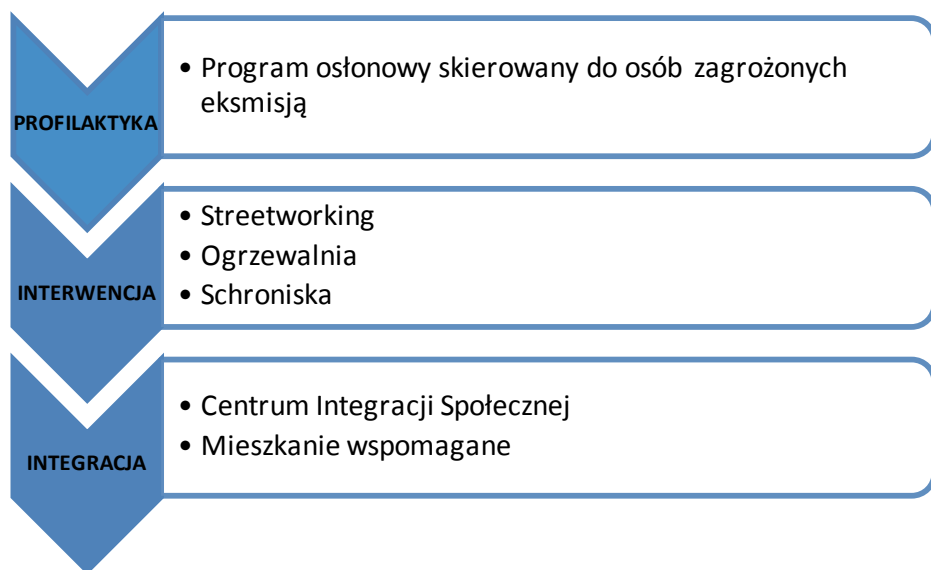 PROFILAKTYKA
• Program osłonowy skierowany do osób zagrożonych
eksmisją
INTERWENCJA
• Streetworking
• Ogrzewalnia
• Schroniska
INTEGRACJA
• Centrum Integracji Społecznej
• Mieszkanie wspomagane